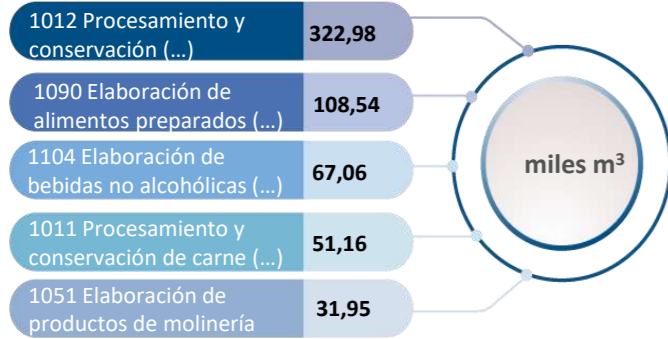 1012 Procesamiento y
conservación (...)
322,98
1090 Elaboración de
alimentos preparados (...)
108,54
1104 Elaboración de
bebidas no alcohólicas (...)
67,06
1011 Procesamiento y
conservación de carne (...)
51,16
1051 Elaboración de
productos de molinería
31,95
miles m³